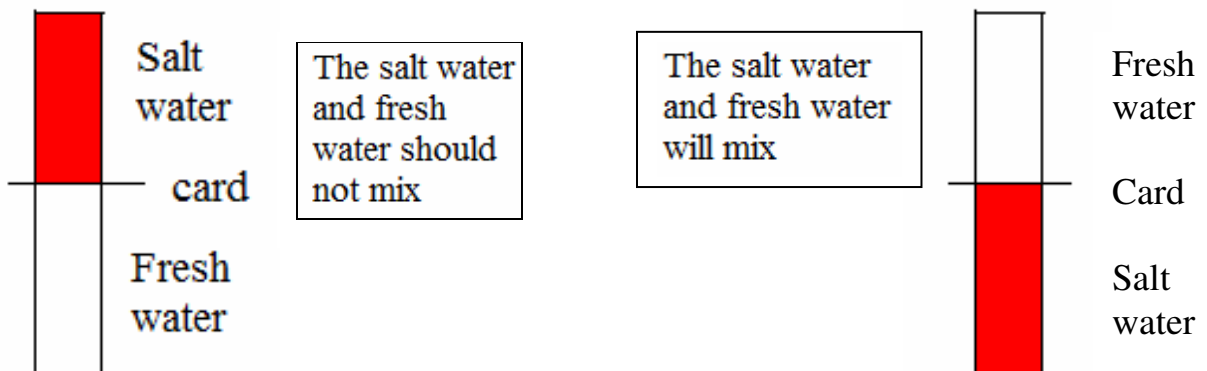 Salt
water
card
Fresh
water
The salt water
and fresh
water should
not mix
The salt water
and fresh water
will mix
Fresh
water
Card
Salt
water